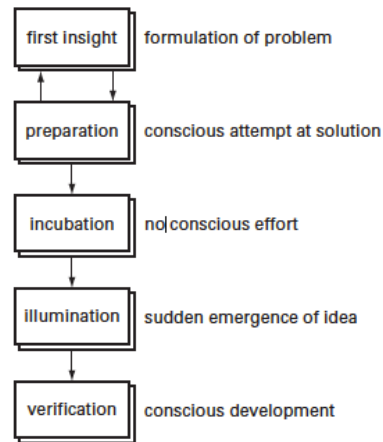 first insight formulation of problem
preparation conscious attempt at solution
incubation no conscious effort
illumination sudden emergence of idea
verification conscious development